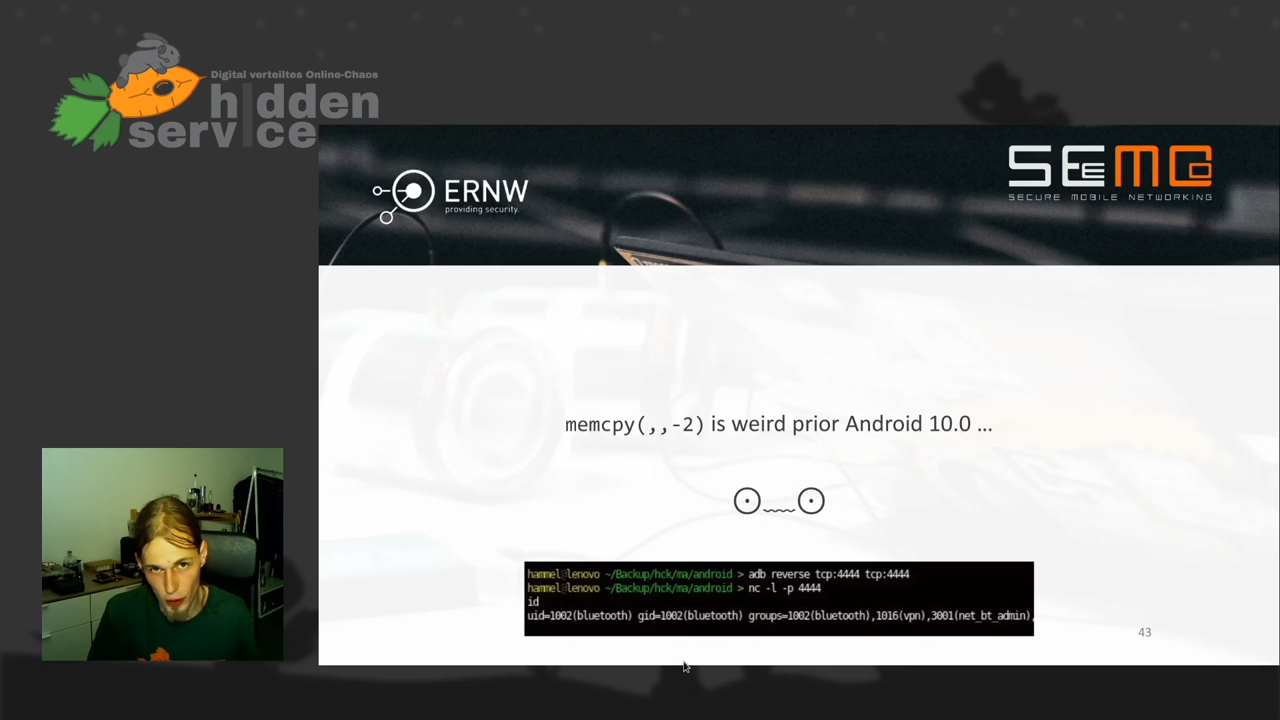 Digital verteiltes Online-Chaos
hidden
service
ERNW
providing security.
SEEMOO
SECURE MOBILE NETWORKING
memcpy(,,-2) is weird prior Android 10.0 ...
hammel@lenovo ~/Backup/hck/ma/android > adb reverse tcp:4444 tcp:4444
hammel@lenovo ~/Backup/hck/ma/android > nc -l -p 4444
id
uid=1002(bluetooth) gid=1002(bluetooth) groups=1002(bluetooth),1016(vpn),3001(net_bt_admin),
43